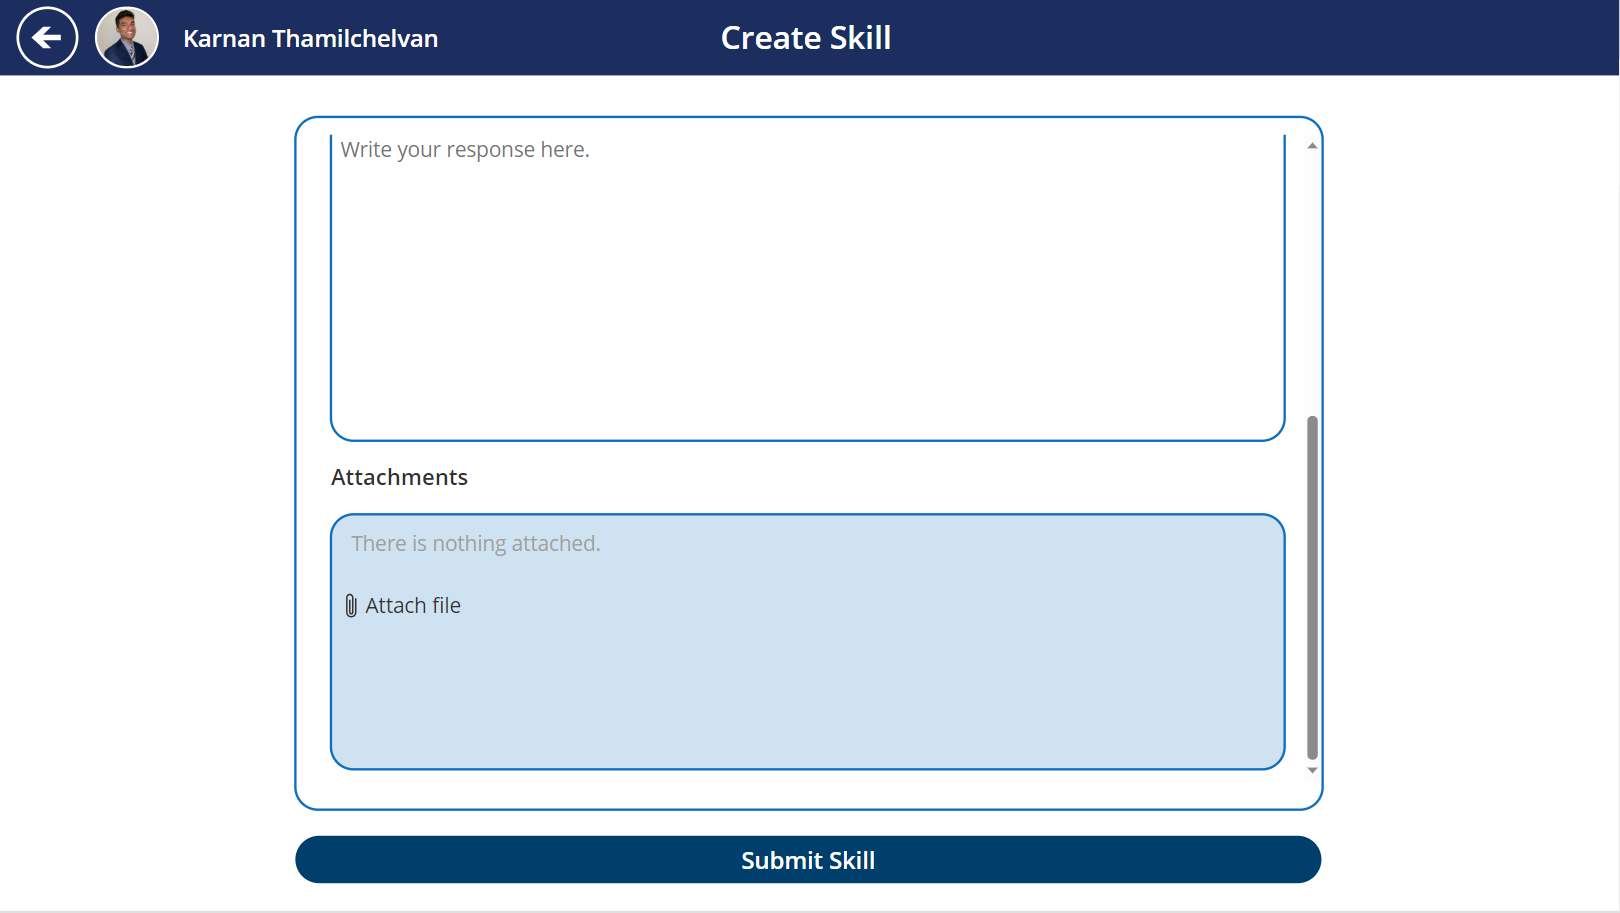 Karnan Thamilchelvan
Create Skill
Write your response here.
Attachments
There is nothing attached.
Attach file
Submit Skill